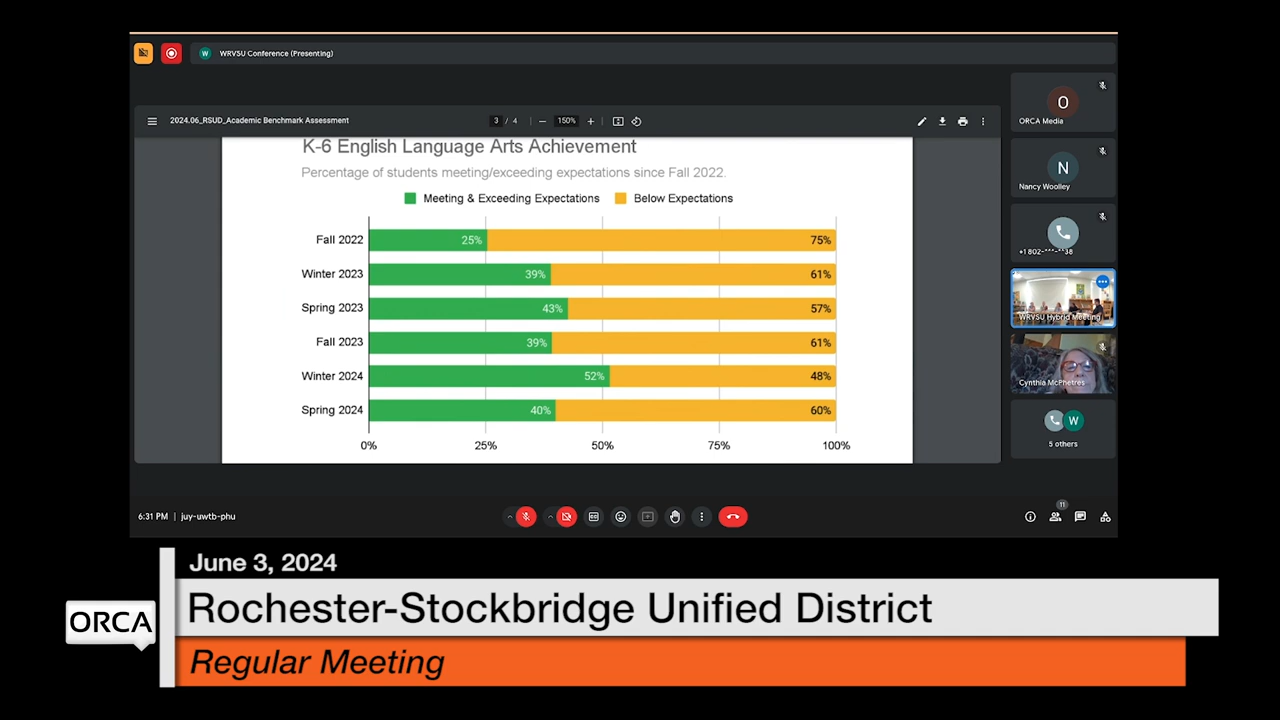 W WRVSU Conference (Presenting)
2024.06_RSUD_Academic Benchmark Assessment
3 / 4
150%
K-6 English Language Arts Achievement
Percentage of students meeting/exceeding expectations since Fall 2022.
Meeting & Exceeding Expectations Below Expectations
Fall 2022 25% 75%
Winter 2023 39% 61%
Spring 2023 43% 57%
Fall 2023 39% 61%
Winter 2024 52% 48%
Spring 2024 40% 60%
0% 25% 50% 75% 100%
O
ORCA Media
N
Nancy Woolley
+1 802-***-**38
WRVSU Hybrid Meeting
Cynthia McPhetres
W
5 others
6:31 PM | juy-uwtb-phu
11
June 3, 2024
ORCA
Rochester-Stockbridge Unified District
Regular Meeting